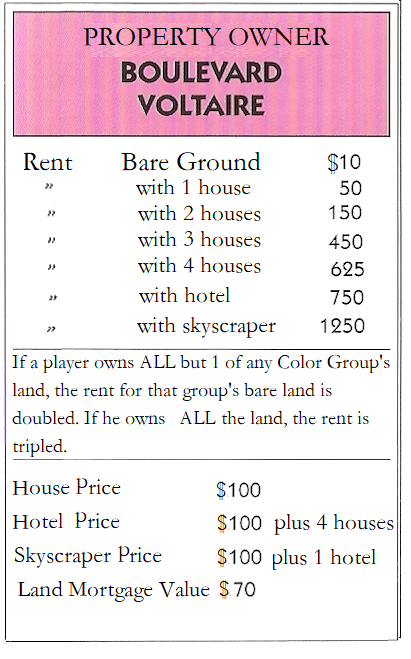 PROPERTY OWNER
BOULEVARD
VOLTAIRE
Rent Bare Ground $10
” with 1 house 50
” with 2 houses 150
” with 3 houses 450
” with 4 houses 625
” with hotel 750
” with skyscraper 1250
If a player owns ALL but 1 of any Color Group's
land, the rent for that group's bare land is
doubled. If he owns ALL the land, the rent is
tripled.
House Price $100
Hotel Price $100 plus 4 houses
Skyscraper Price $100 plus 1 hotel
Land Mortgage Value $70